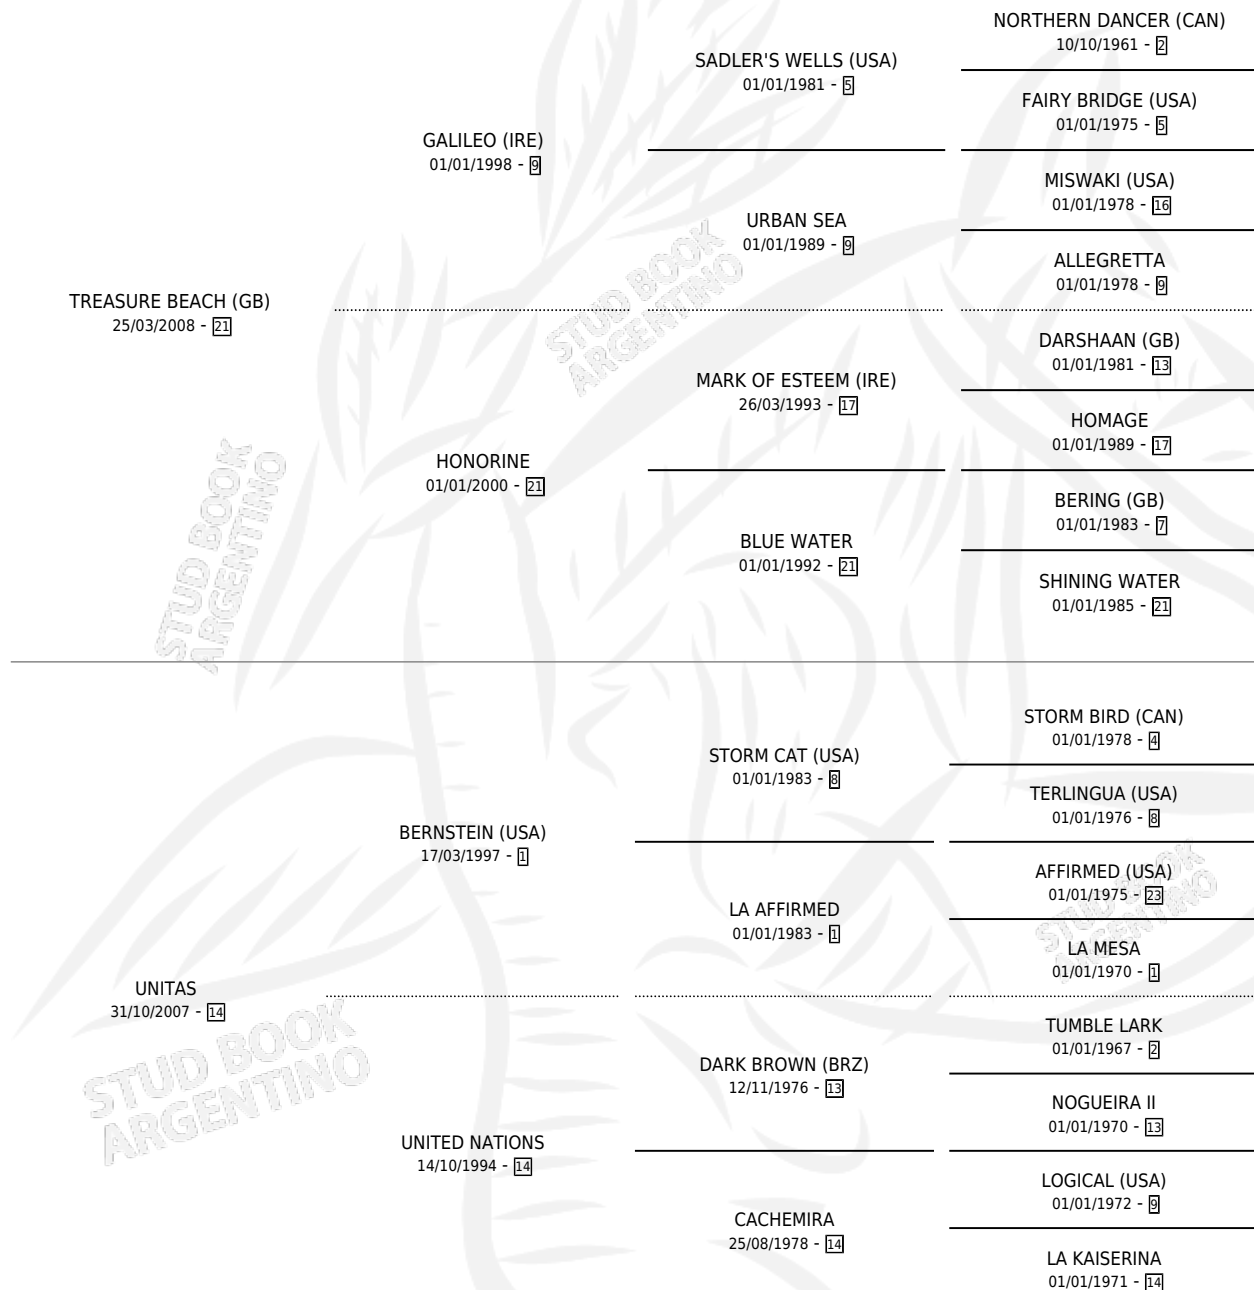 NORTHERN DANCER (CAN)
10/10/1961 - 2
SADLER'S WELLS (USA)
01/01/1981 - 5
FAIRY BRIDGE (USA)
01/01/1975 - 5
GALILEO (IRE)
01/01/1998 - 9
MISWAKI (USA)
01/01/1978 - 16
URBAN SEA
01/01/1989 - 9
ALLEGRETTA
01/01/1978 - 9
TREASURE BEACH (GB)
25/03/2008 - 21
STUD BOOK
ARGENTINO
DARSHAAN (GB)
01/01/1981 - 13
MARK OF ESTEEM (IRE)
26/03/1993 - 17
HOMAGE
01/01/1989 - 17
HONORINE
01/01/2000 - 21
BERING (GB)
01/01/1983 - 7
BLUE WATER
01/01/1992 - 21
SHINING WATER
01/01/1985 - 21
STUD BOOK
ARGENTINO
STORM BIRD (CAN)
01/01/1978 - 4
STORM CAT (USA)
01/01/1983 - 8
TERLINGUA (USA)
01/01/1976 - 8
BERNSTEIN (USA)
17/03/1997 - 1
AFFIRMED (USA)
01/01/1975 - 23
LA AFFIRMED
01/01/1983 - 1
STUD BOOK
ARGENTINO
LA MESA
01/01/1970 - 1
UNITAS
31/10/2007 - 14
STUD BOOK
ARGENTINO
TUMBLE LARK
01/01/1967 - 2
DARK BROWN (BRZ)
12/11/1976 - 13
NOGUEIRA II
01/01/1970 - 13
UNITED NATIONS
14/10/1994 - 14
LOGICAL (USA)
01/01/1972 - 9
CACHEMIRA
25/08/1978 - 14
LA KAISERINA
01/01/1971 - 14